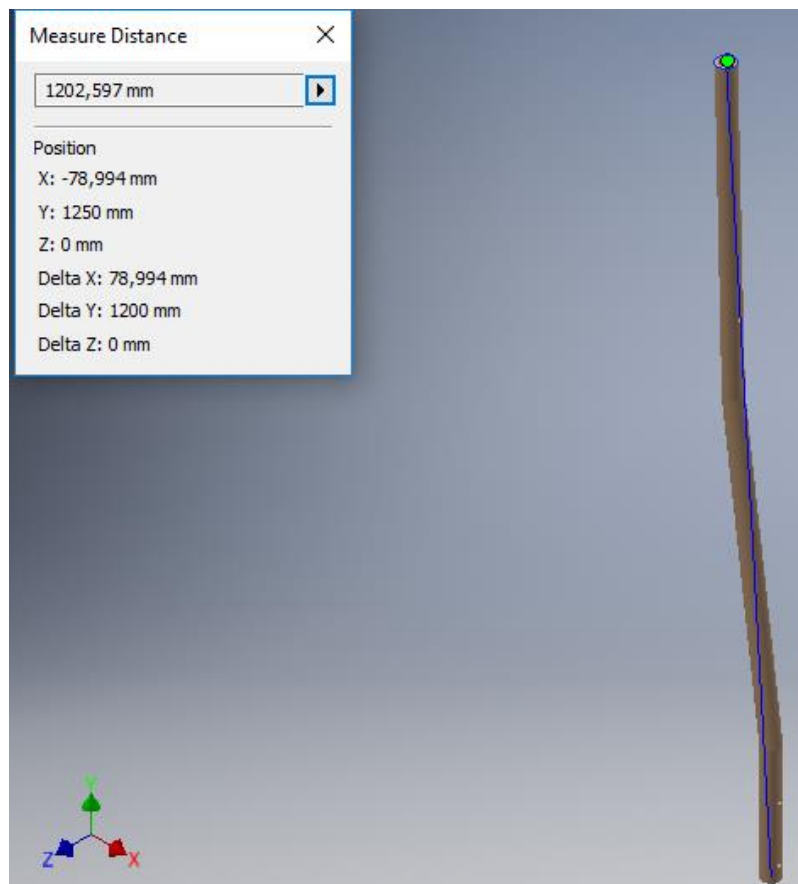 Measure Distance
1202,597 mm
Position
X: -78,994 mm
Y: 1250 mm
Z: 0 mm
Delta X: 78,994 mm
Delta Y: 1200 mm
Delta Z: 0 mm
Y
Z X